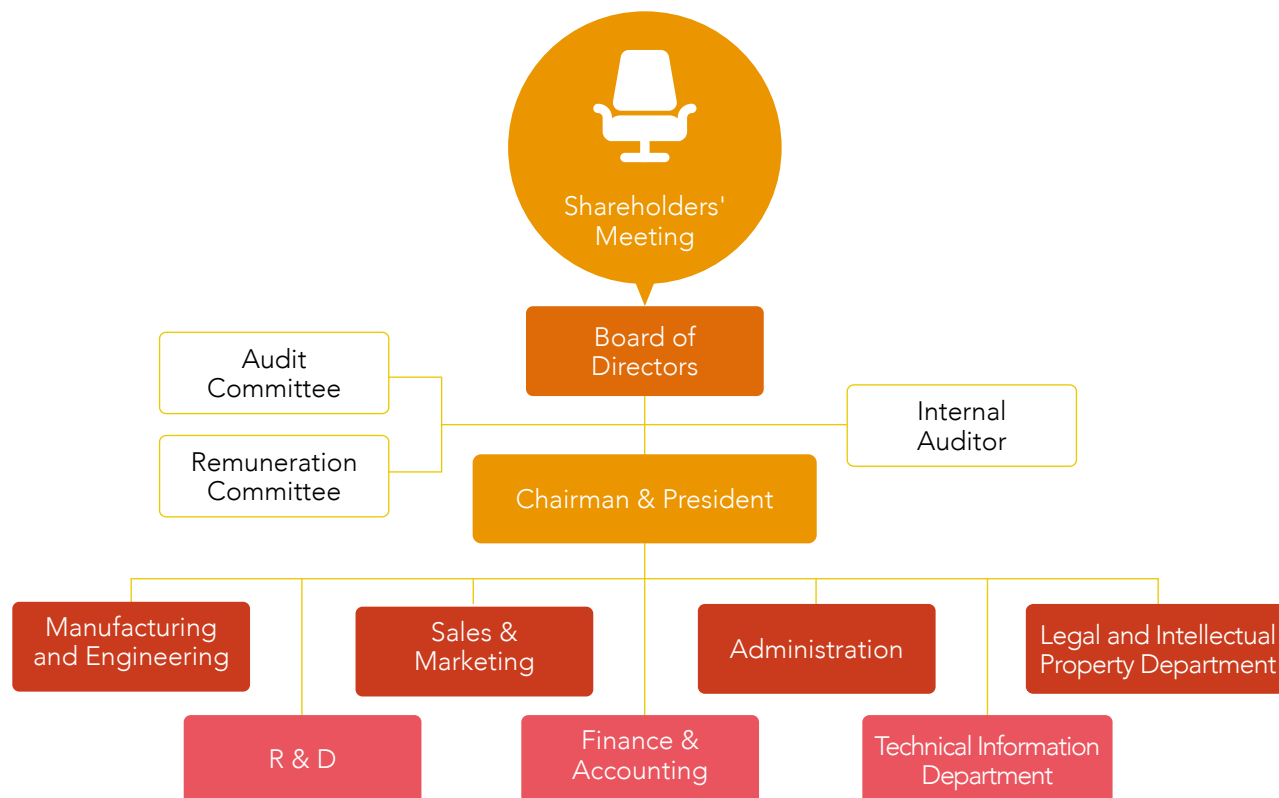 Shareholders'
Meeting
Board of
Directors
Audit
Committee
Internal
Auditor
Remuneration
Committee
Chairman & President
Manufacturing
and Engineering
Sales &
Marketing
Administration
Legal and Intellectual
Property Department
R & D
Finance &
Accounting
Technical Information
Department